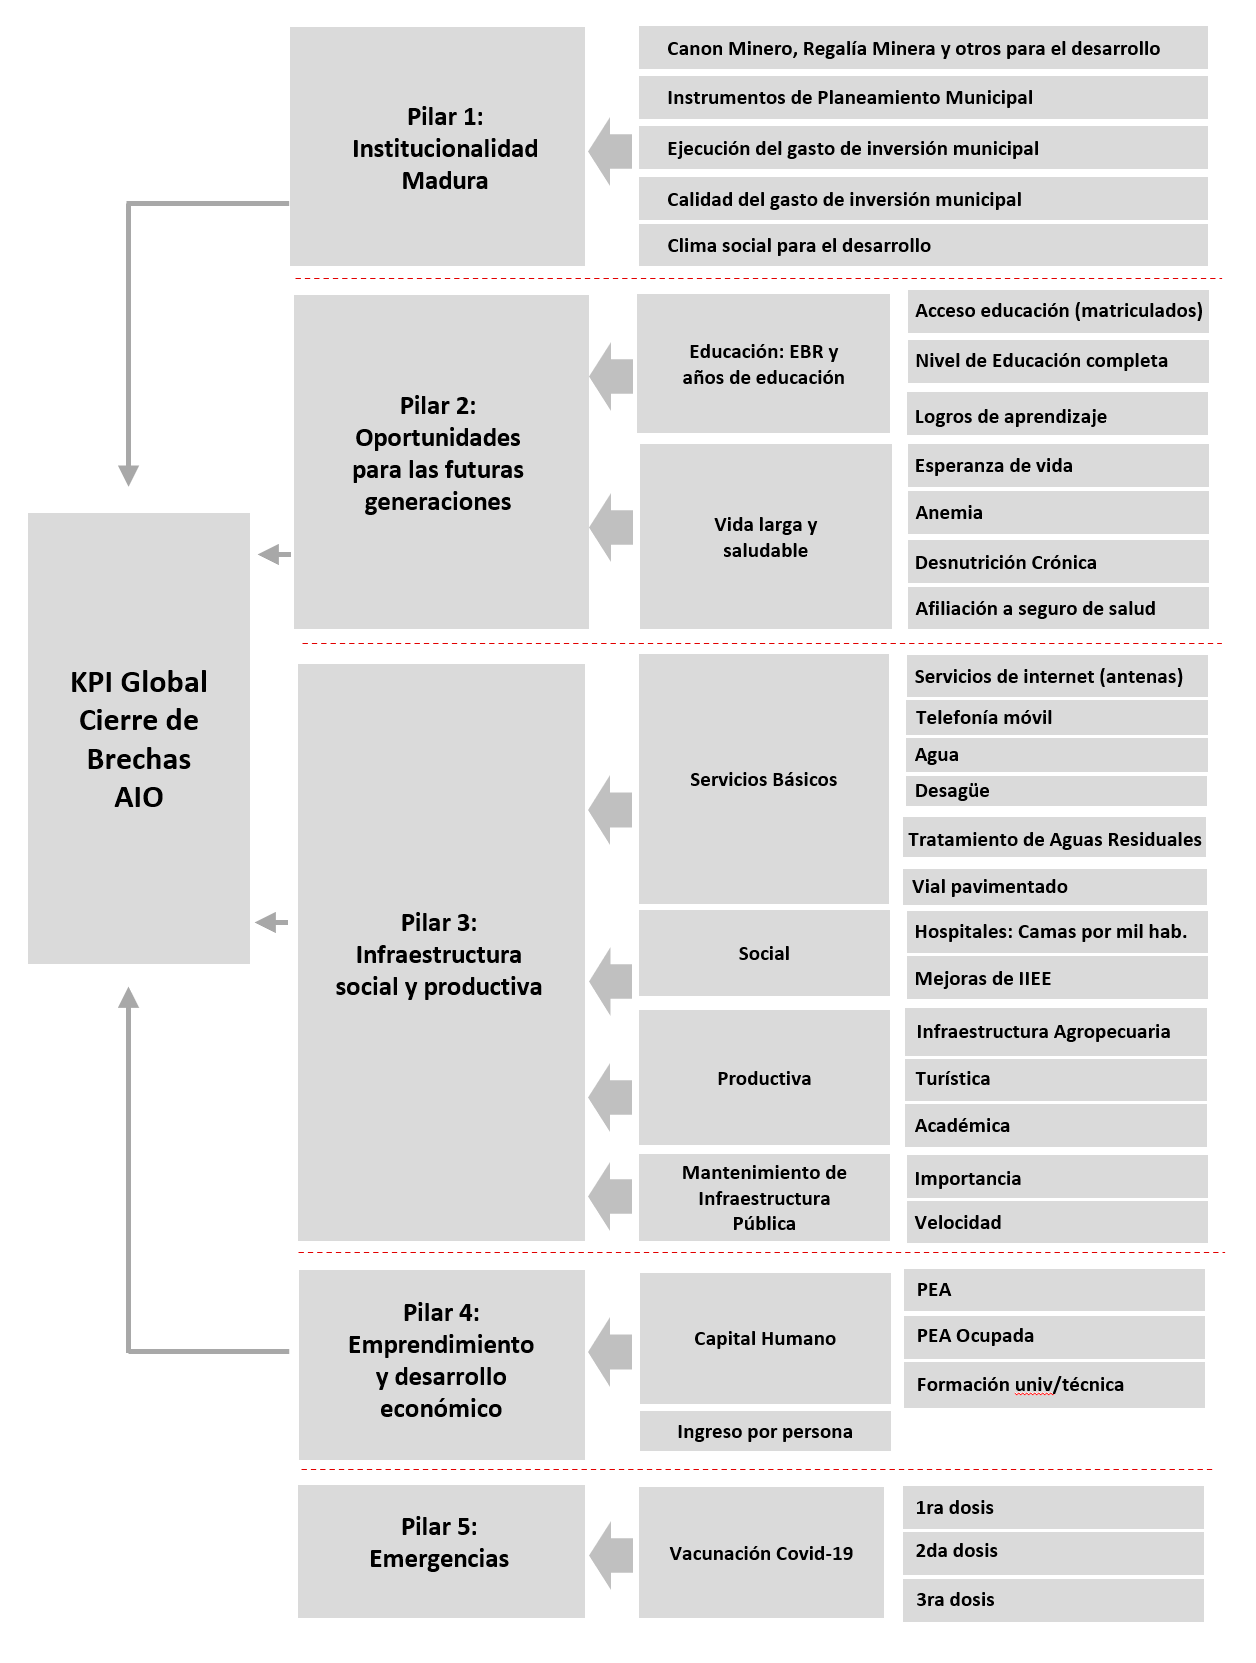 Canon Minero, Regalía Minera y otros para el desarrollo
Instrumentos de Planeamiento Municipal
Pilar 1:
Institucionalidad
Madura
Ejecución del gasto de inversión municipal
Calidad del gasto de inversión municipal
Clima social para el desarrollo
Pilar 2:
Oportunidades
para las futuras
generaciones
Educación: EBR y
años de educación
Acceso educación (matriculados)
Nivel de Educación completa
Logros de aprendizaje
Vida larga y
saludable
Esperanza de vida
Anemia
Desnutrición Crónica
Afiliación a seguro de salud
KPI Global
Cierre de
Brechas
AIO
Pilar 3:
Infraestructura
social y productiva
Servicios Básicos
Servicios de internet (antenas)
Telefonía móvil
Agua
Desagüe
Tratamiento de Aguas Residuales
Vial pavimentado
Social
Hospitales: Camas por mil hab.
Mejoras de IIEE
Productiva
Infraestructura Agropecuaria
Turística
Académica
Mantenimiento de
Infraestructura
Pública
Importancia
Velocidad
Pilar 4:
Emprendimiento
y desarrollo
económico
Capital Humano
PEA
PEA Ocupada
Formación univ/técnica
Ingreso por persona
Pilar 5:
Emergencias
Vacunación Covid-19
1ra dosis
2da dosis
3ra dosis